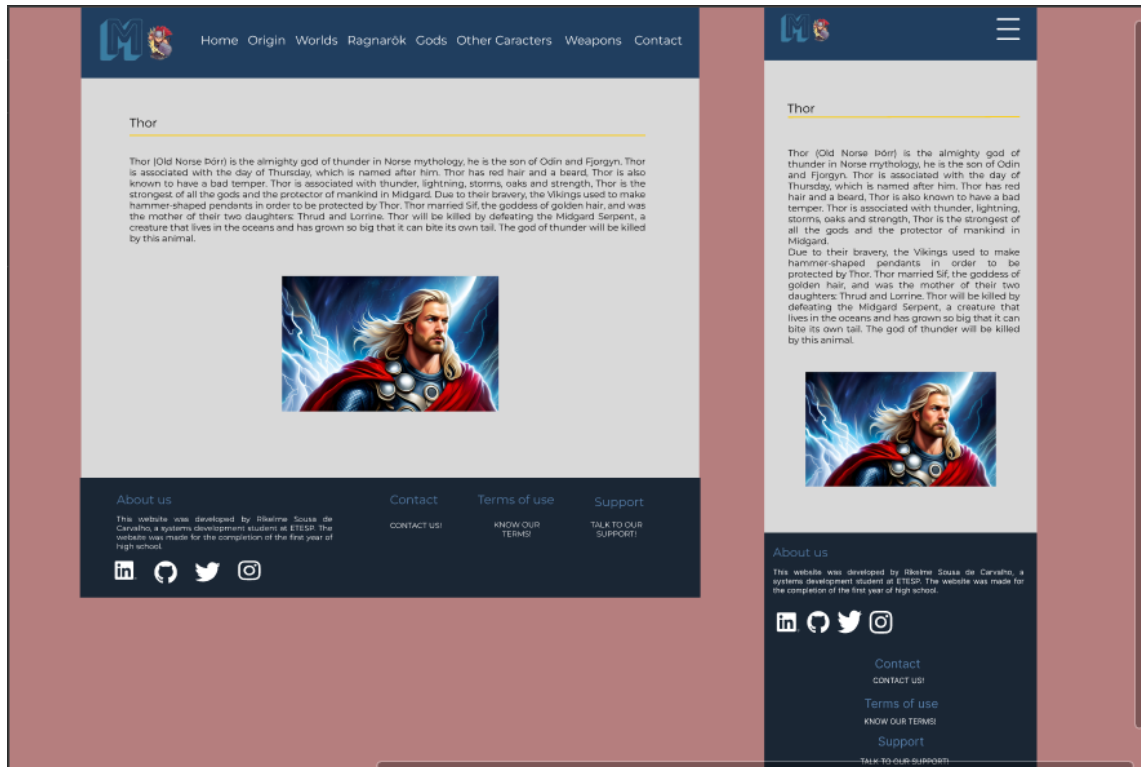 M
Home Origin Worlds Ragnarök Gods Other Caracters Weapons Contact
Thor
Thor (Old Norse Þórr) is the almighty god of thunder in Norse mythology, he is the son of Odin and Fjorgyn. Thor
is associated with the day of Thursday, which is named after him. Thor has red hair and a beard, Thor is also
known to have a bad temper. Thor is associated with thunder, lightning, storms, oaks and strength, Thor is the
strongest of all the gods and the protector of mankind in Midgard. Due to their bravery, the Vikings used to make
hammer-shaped pendants in order to be protected by Thor. Thor married Sif, the goddess of golden hair, and was
the mother of their two daughters: Thrud and Lorrine. Thor will be killed by defeating the Midgard Serpent, a
creature that lives in the oceans and has grown so big that it can bite its own tail. The god of thunder will be killed
by this animal.
About us
This website was developed by Rikelme Sousa de
Carvalho, a systems development student at ETESP. The
website was made for the completion of the first year of
high school.
in
Contact
CONTACT US!
Terms of use
KNOW OUR
TERMS!
Support
TALK TO OUR
SUPPORT!
M
Thor
Thor (Old Norse Þórr) is the almighty god of
thunder in Norse mythology, he is the son of Odin
and Fjorgyn. Thor is associated with the day of
Thursday, which is named after him. Thor has red
hair and a beard, Thor is also known to have a bad
temper. Thor is associated with thunder, lightning,
storms, oaks and strength, Thor is the strongest of
all the gods and the protector of mankind in
Midgard.
Due to their bravery, the Vikings used to make
hammer-shaped pendants in order to be
protected by Thor. Thor married Sif, the goddess of
golden hair, and was the mother of their two
daughters: Thrud and Lorrine. Thor will be killed by
defeating the Midgard Serpent, a creature that
lives in the oceans and has grown so big that it can
bite its own tail. The god of thunder will be killed
by this animal.
About us
This website was developed by Rikelme Sousa de Carvalho, a
systems development student at ETESP. The website was made for
the completion of the first year of high school.
in
Contact
CONTACT US!
Terms of use
KNOW OUR TERMS!
Support
TALK TO OUR SUPPORT!